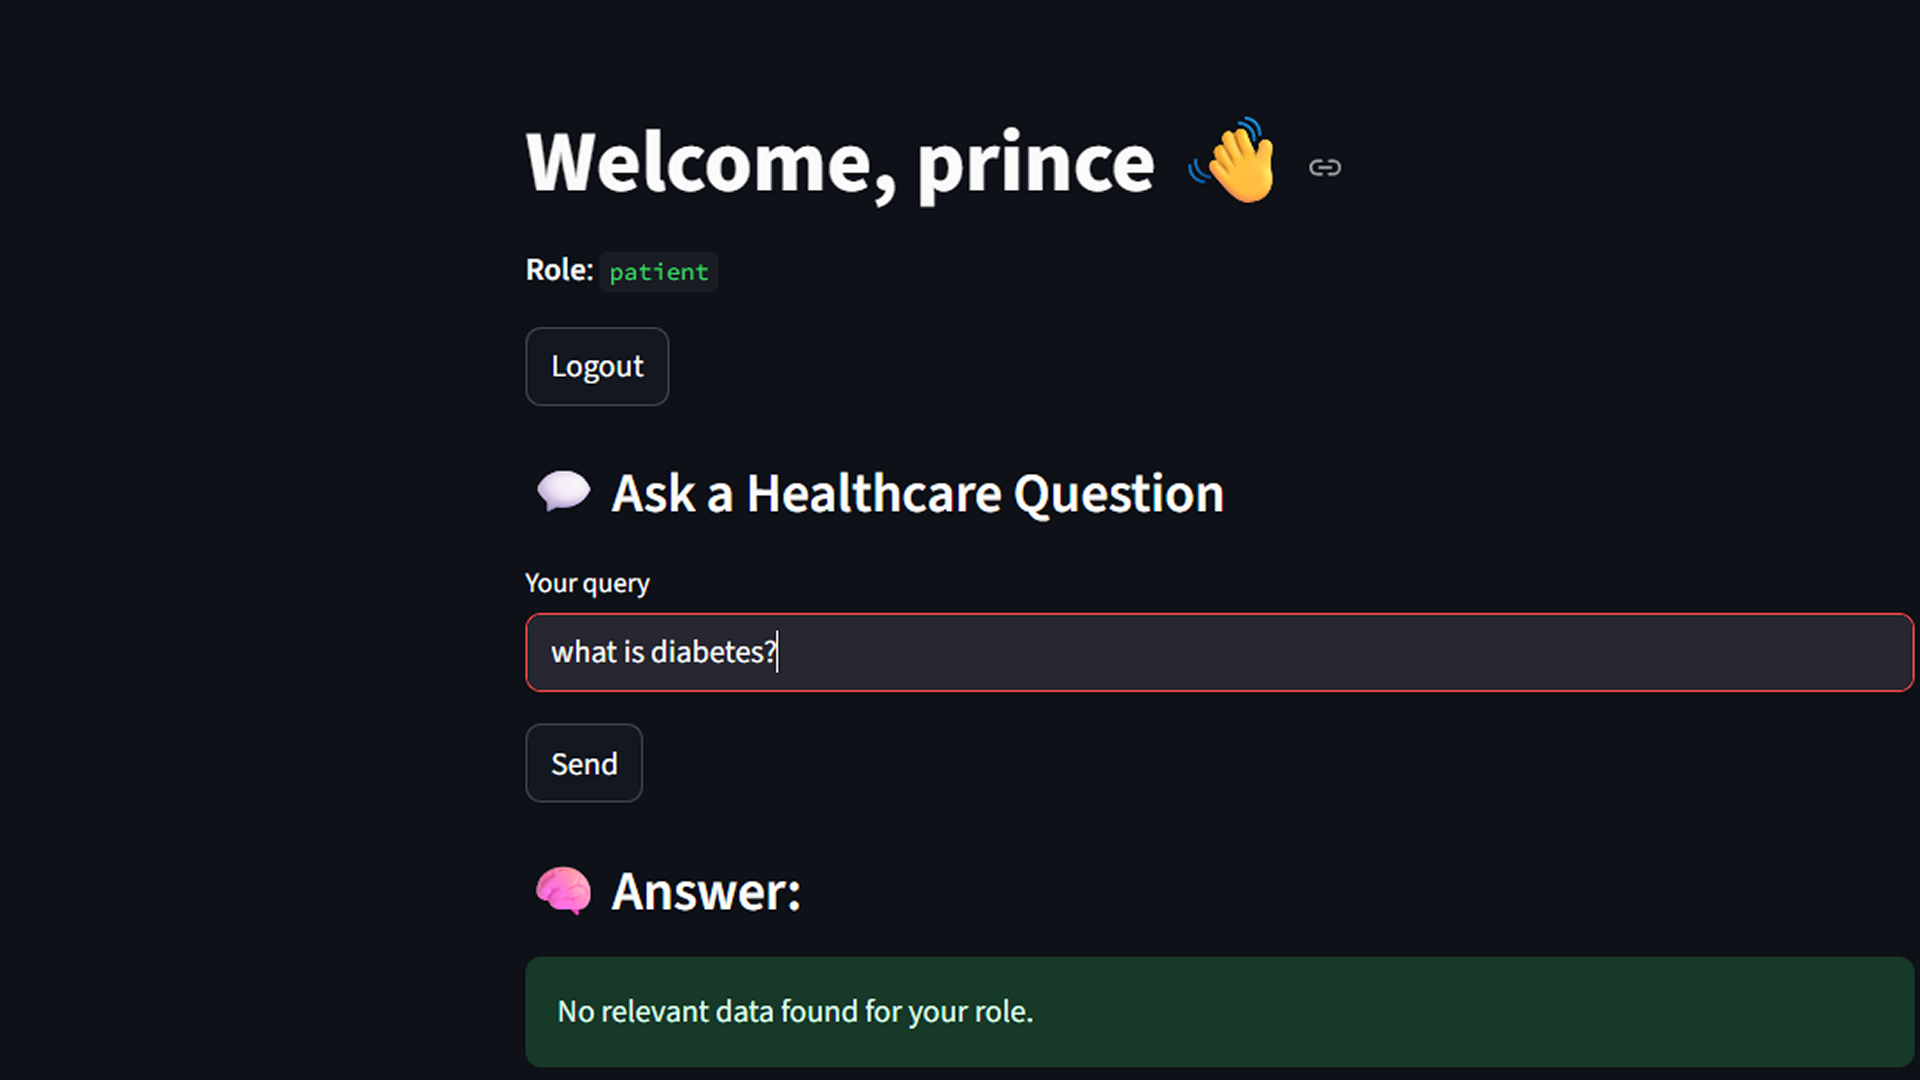 Welcome, prince 👋
Role: patient
Logout
💬 Ask a Healthcare Question
Your query
what is diabetes?
Send
🧠 Answer:
No relevant data found for your role.